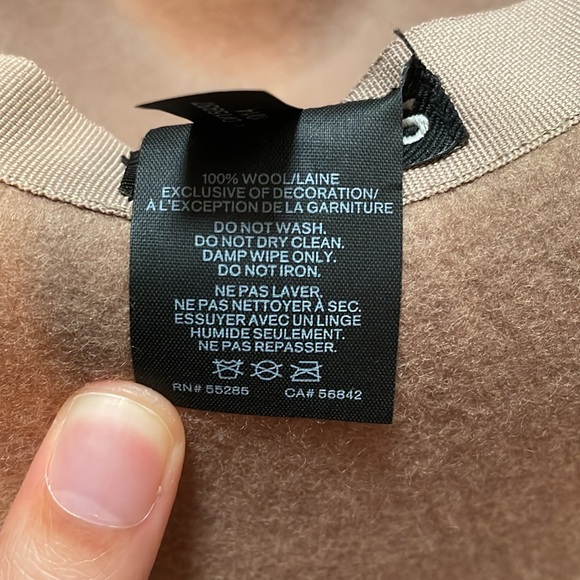 100% WOOL/LAINE
EXCLUSIVE OF DECORATION/
À L'EXCEPTION DE LA GARNITURE
DO NOT WASH.
DO NOT DRY CLEAN.
DAMP WIPE ONLY.
DO NOT IRON.
NE PAS LAVER.
NE PAS NETTOYER À SEC.
ESSUYER AVEC UN LINGE
HUMIDE SEULEMENT.
NE PAS REPASSER.
RN# 55285 CA# 56842